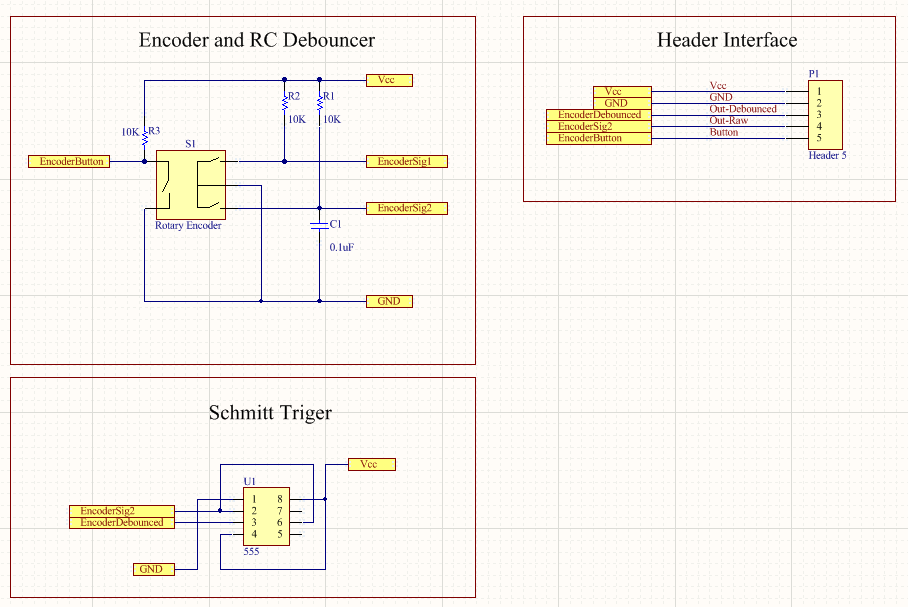 Encoder and RC Debouncer
Vcc
R2
R1
10K
10K
10K
R3
S1
EncoderButton
EncoderSig1
EncoderSig2
Rotary Encoder
C1
0.1uF
GND
Header Interface
P1
Vcc
Vcc
1
GND
GND
2
EncoderDebounced
Out-Debounced
3
EncoderSig2
Out-Raw
4
EncoderButton
Button
5
Header 5
Schmitt Triger
Vcc
U1
1
8
EncoderSig2
2
7
EncoderDebounced
3
6
4
5
555
GND